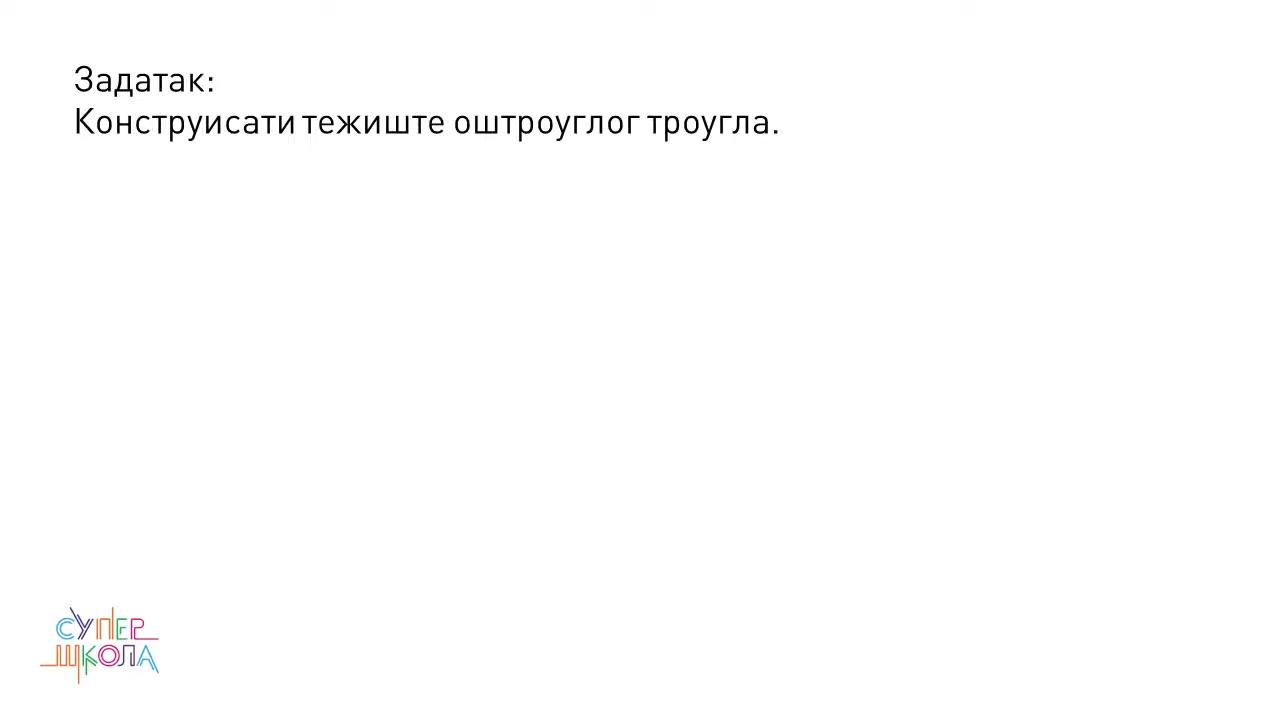 Задатак:
Конструисати тежиште оштроуглог троугла.
СУПЕР
ШКОЛА